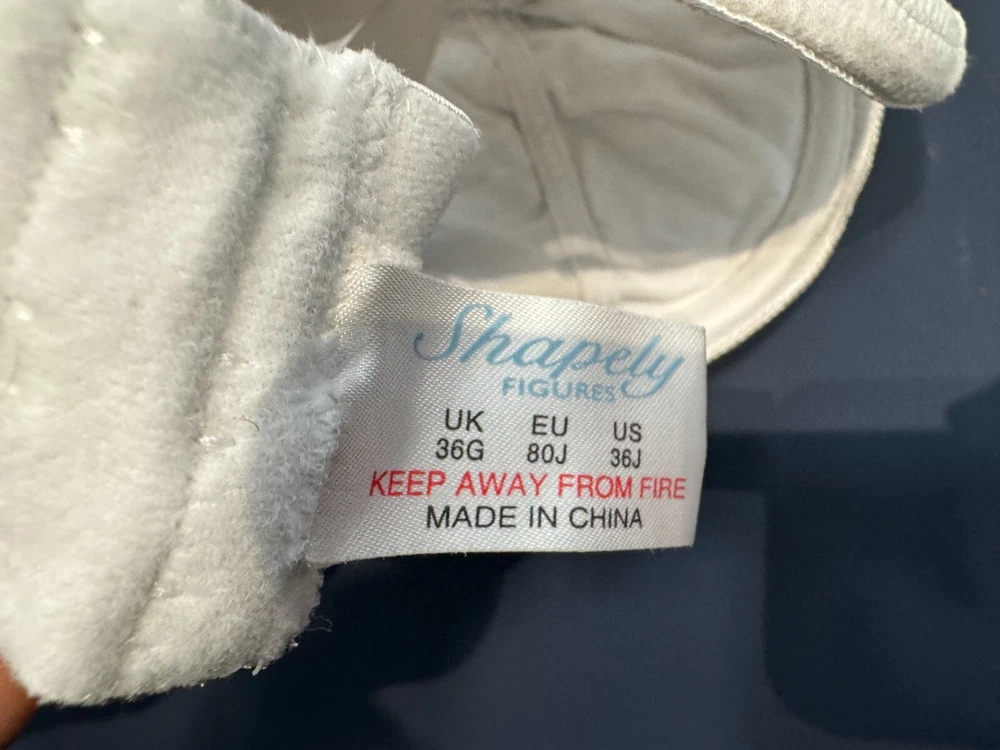 Shapely
FIGURES
UK EU US
36G 80J 36J
KEEP AWAY FROM FIRE
MADE IN CHINA